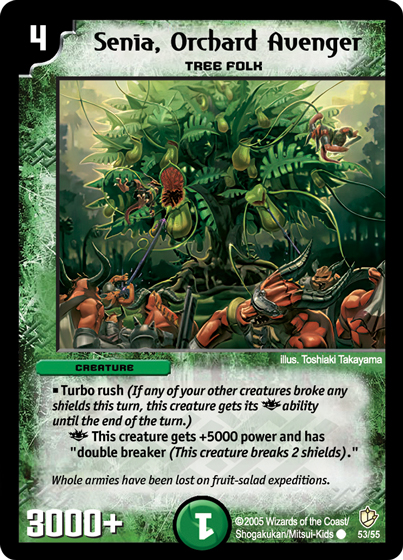 4
Senia, Orchard Avenger
TREE FOLK
illus. Toshiaki Takayama
CREATURE
■ Turbo rush (If any of your other creatures broke any
shields this turn, this creature gets its ability
until the end of the turn.)
This creature gets +5000 power and has
"double breaker (This creature breaks 2 shields)."
Whole armies have been lost on fruit-salad expeditions.
3000+
1
©2005 Wizards of the Coast/
Shogakukan/Mitsui-Kids ● 53/55